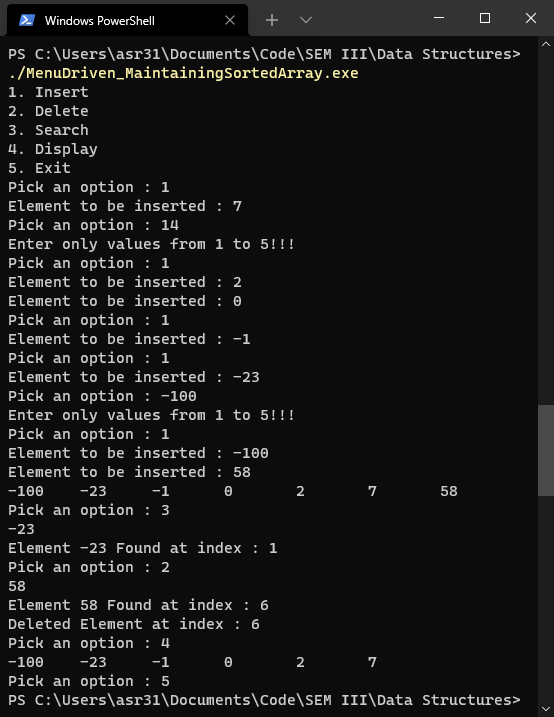 Windows PowerShell
PS C:\Users\asr31\Documents\Code\SEM III\Data Structures>
./MenuDriven_MaintainingSortedArray.exe
1. Insert
2. Delete
3. Search
4. Display
5. Exit
Pick an option : 1
Element to be inserted : 7
Pick an option : 14
Enter only values from 1 to 5!!!
Pick an option : 1
Element to be inserted : 2
Element to be inserted : 0
Pick an option : 1
Element to be inserted : -1
Pick an option : 1
Element to be inserted : -23
Pick an option : -100
Enter only values from 1 to 5!!!
Pick an option : 1
Element to be inserted : -100
Element to be inserted : 58
-100    -23     -1      0       2       7       58
Pick an option : 3
-23
Element -23 Found at index : 1
Pick an option : 2
58
Element 58 Found at index : 6
Deleted Element at index : 6
Pick an option : 4
-100    -23     -1      0       2       7
Pick an option : 5
PS C:\Users\asr31\Documents\Code\SEM III\Data Structures>